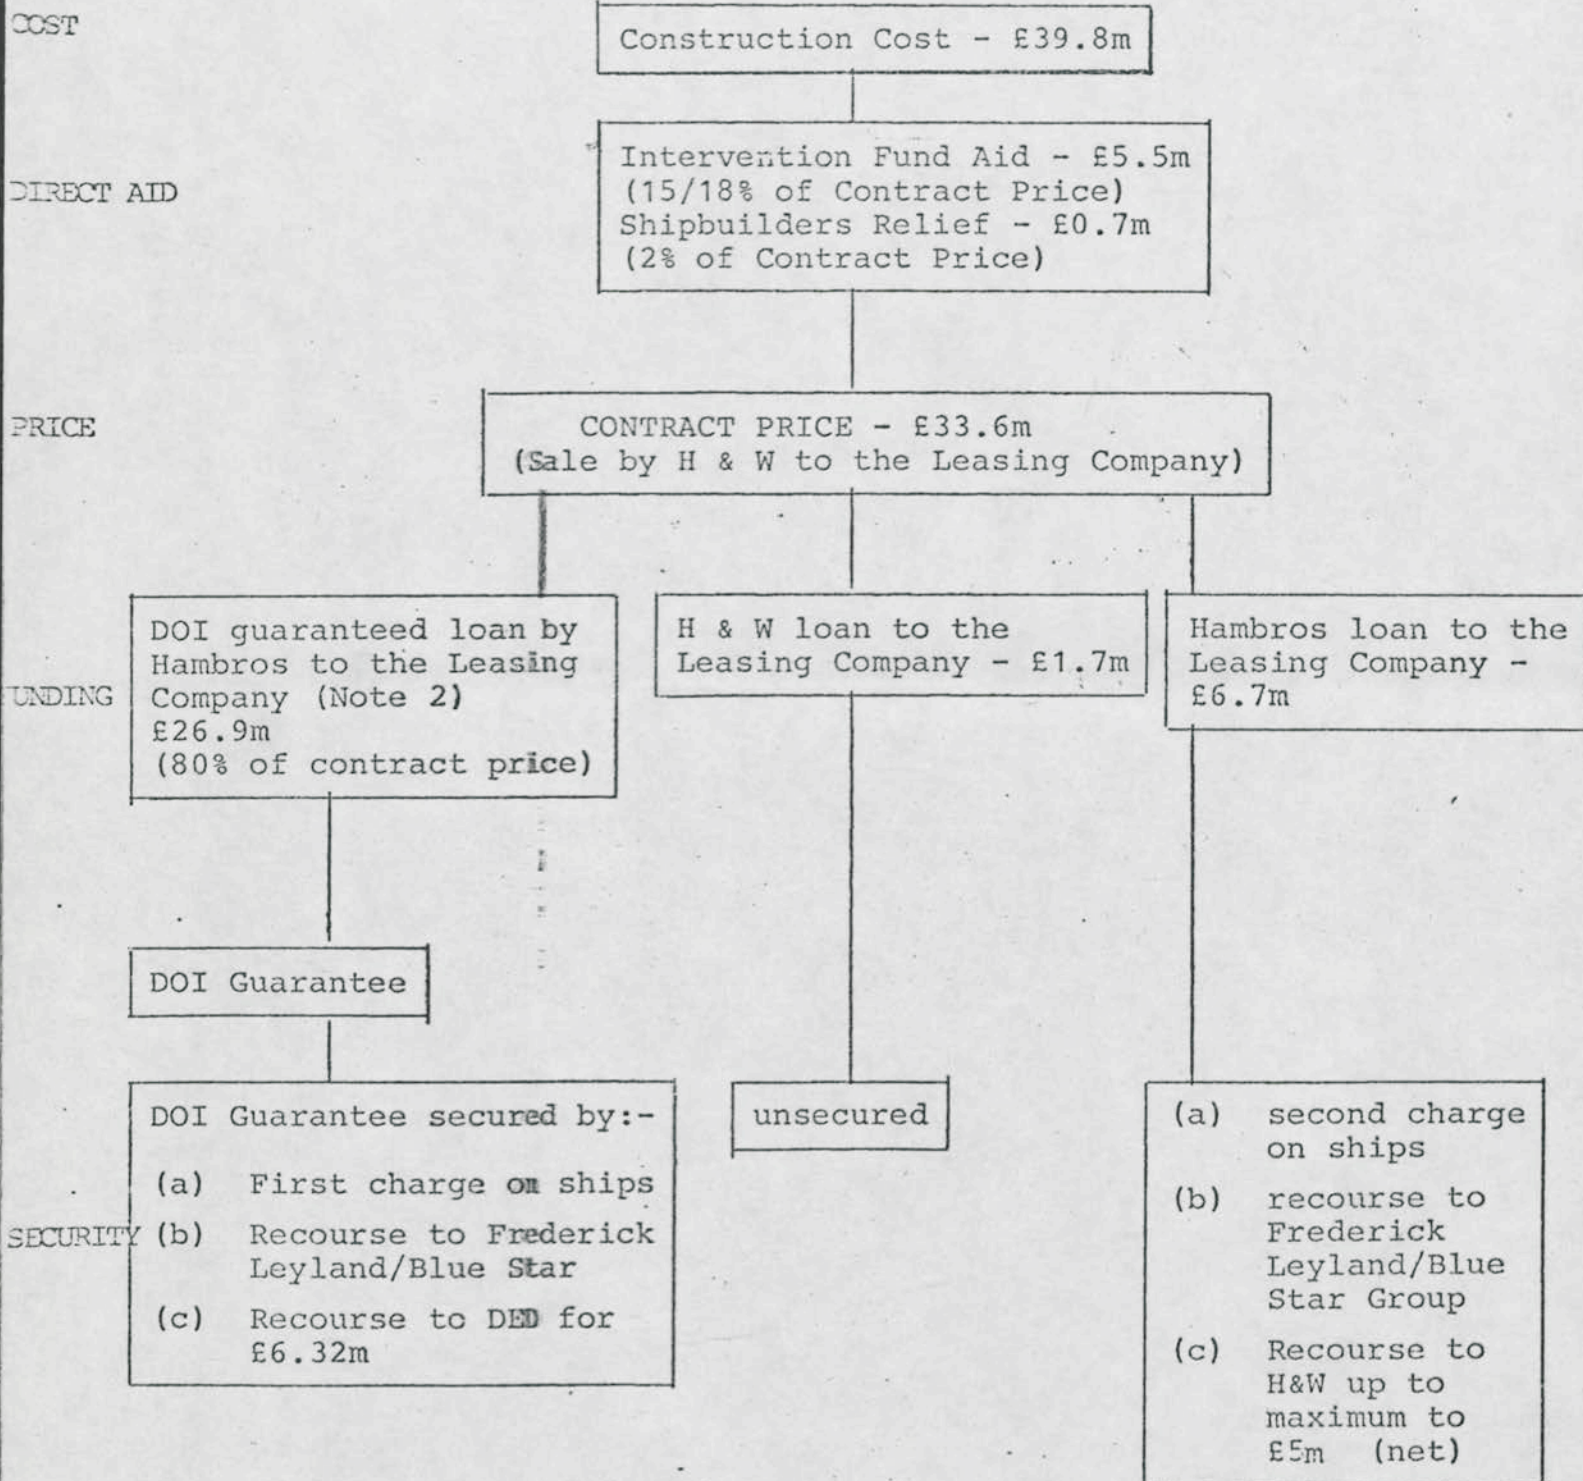 COST
Construction Cost - £39.8m
DIRECT AID
Intervention Fund Aid - £5.5m
(15/18% of Contract Price)
Shipbuilders Relief - £0.7m
(2% of Contract Price)
PRICE
CONTRACT PRICE - £33.6m
(Sale by H & W to the Leasing Company)
UNDING
DOI guaranteed loan by
Hambros to the Leasing
Company (Note 2)
£26.9m
(80% of contract price)
H & W loan to the
Leasing Company - £1.7m
Hambros loan to the
Leasing Company -
£6.7m
DOI Guarantee
SECURITY
DOI Guarantee secured by:-
(a) First charge on ships
(b) Recourse to Frederick
Leyland/Blue Star
(c) Recourse to DED for
£6.32m
unsecured
(a) second charge
on ships
(b) recourse to
Frederick
Leyland/Blue
Star Group
(c) Recourse to
H&W up to
maximum to
£5m (net)